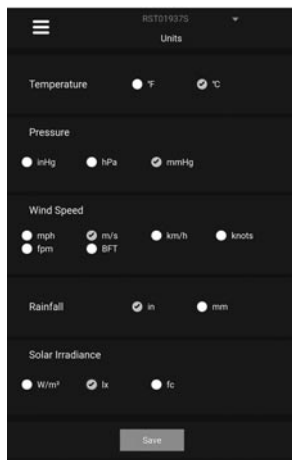 RST01937S
Units
Temperature °F °C
Pressure
inHg hPa mmHg
Wind Speed
mph m/s km/h knots
fpm BFT
Rainfall in mm
Solar Irradiance
W/m² lx fc
Save